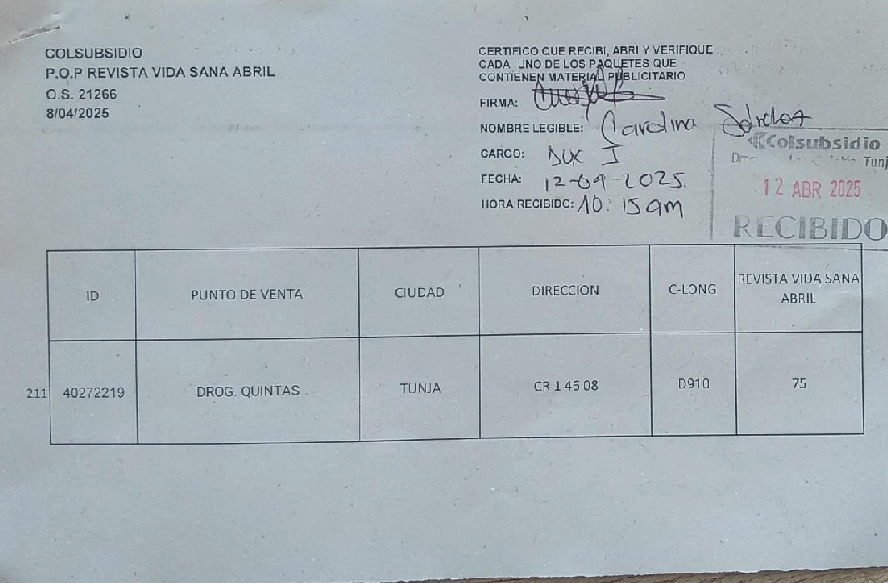 COLSUBSIDIO
P.O.P REVISTA VIDA SANA ABRIL
O.S. 21266
8/04/2025
CERTIFICO QUE RECIBI, ABRI Y VERIFIQUE
CADA UNO DE LOS PAQUETES QUE
CONTIENEN MATERIAL PUBLICITARIO
FIRMA:
NOMBRE LEGIBLE: Carolina
CARGO: Aux I
FECHA: 12-04-2025
HORA RECIBIDO: 10:15am
Colsubsidio
Tunj
12 ABR 2025
RECIBIDO
ID PUNTO DE VENTA CIUDAD DIRECCION C-LONG REVISTA VIDA SANA ABRIL
211 40272219 DROG. QUINTAS TUNJA CR 1 46 08 D910 75